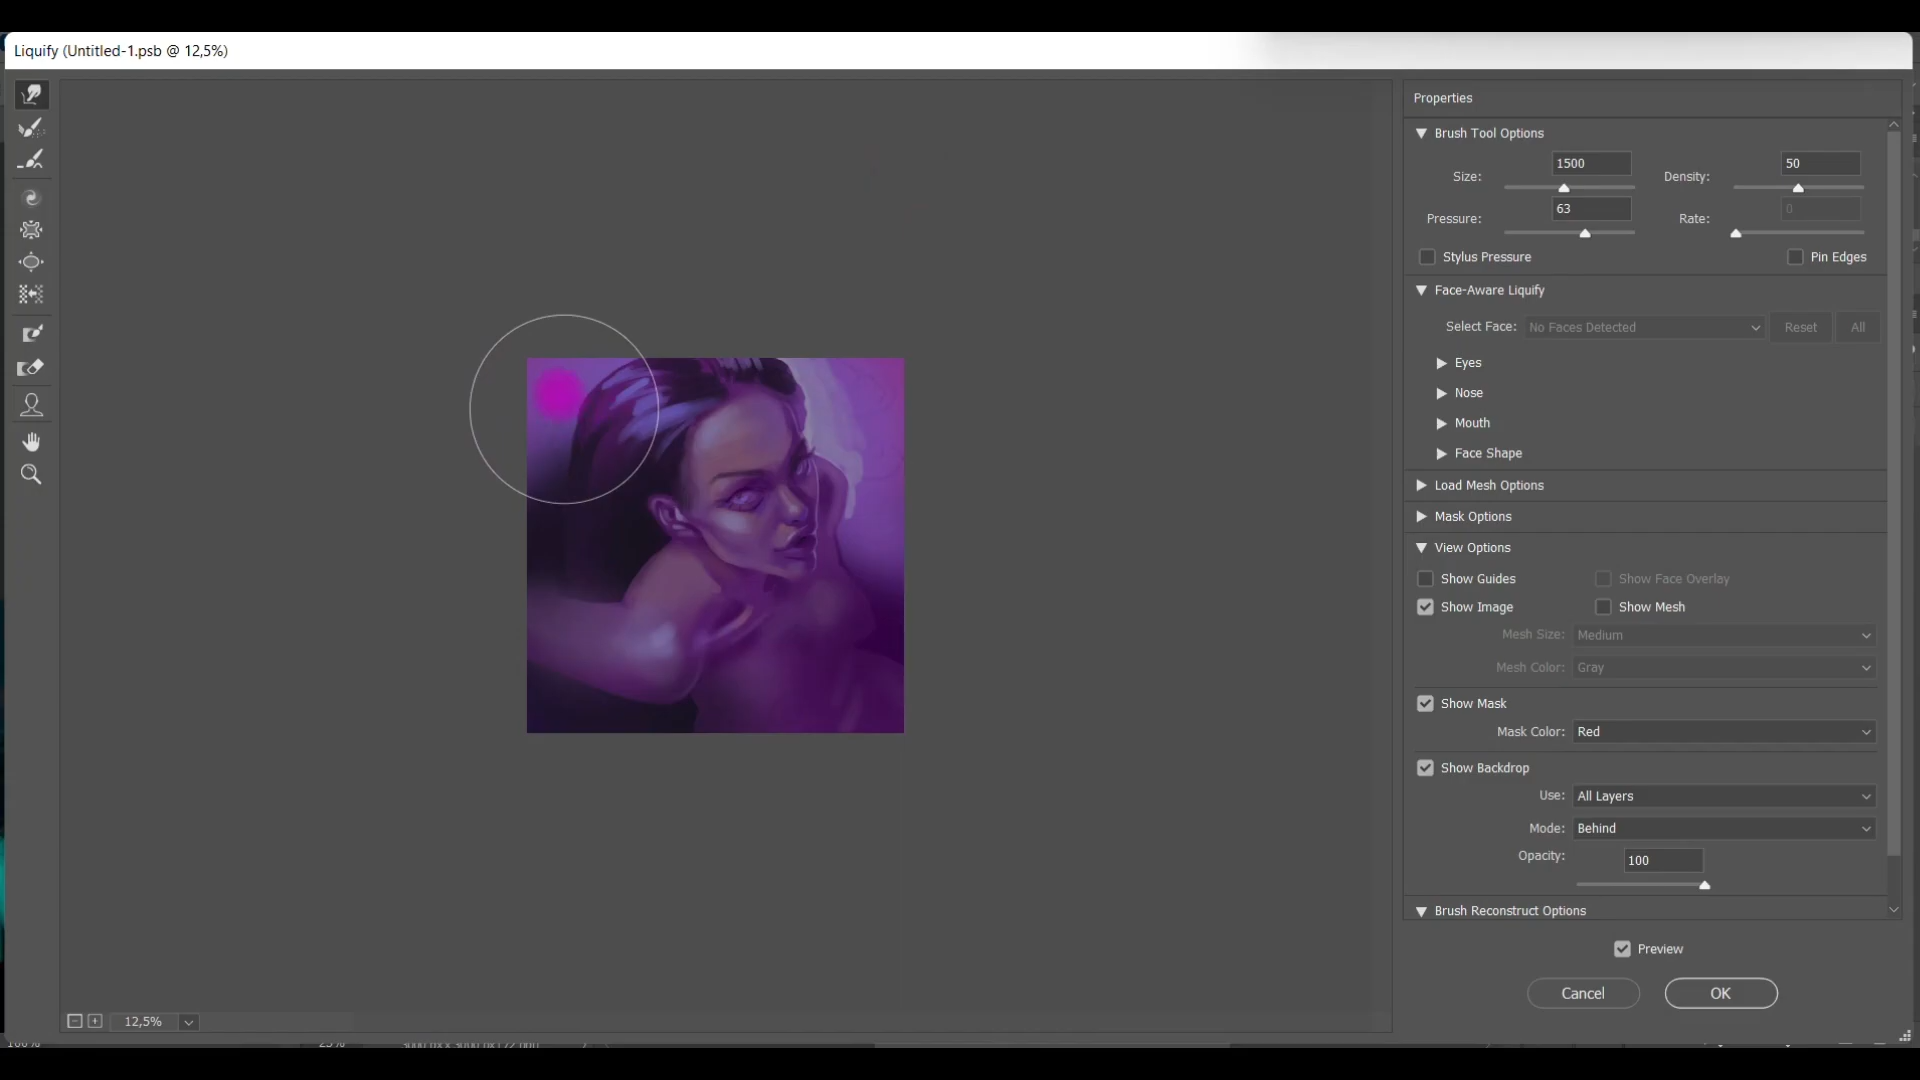 Liquify (Untitled-1.psb @ 12,5%)
Properties
Brush Tool Options
Size: 1500
Density: 50
Pressure: 63
Rate: 0
Stylus Pressure
Pin Edges
Face-Aware Liquify
Select Face: No Faces Detected
Reset
All
Eyes
Nose
Mouth
Face Shape
Load Mesh Options
Mask Options
View Options
Show Guides
Show Face Overlay
Show Image
Show Mesh
Mesh Size: Medium
Mesh Color: Gray
Show Mask
Mask Color: Red
Show Backdrop
Use: All Layers
Mode: Behind
Opacity: 100
Brush Reconstruct Options
Preview
Cancel
OK
12,5%